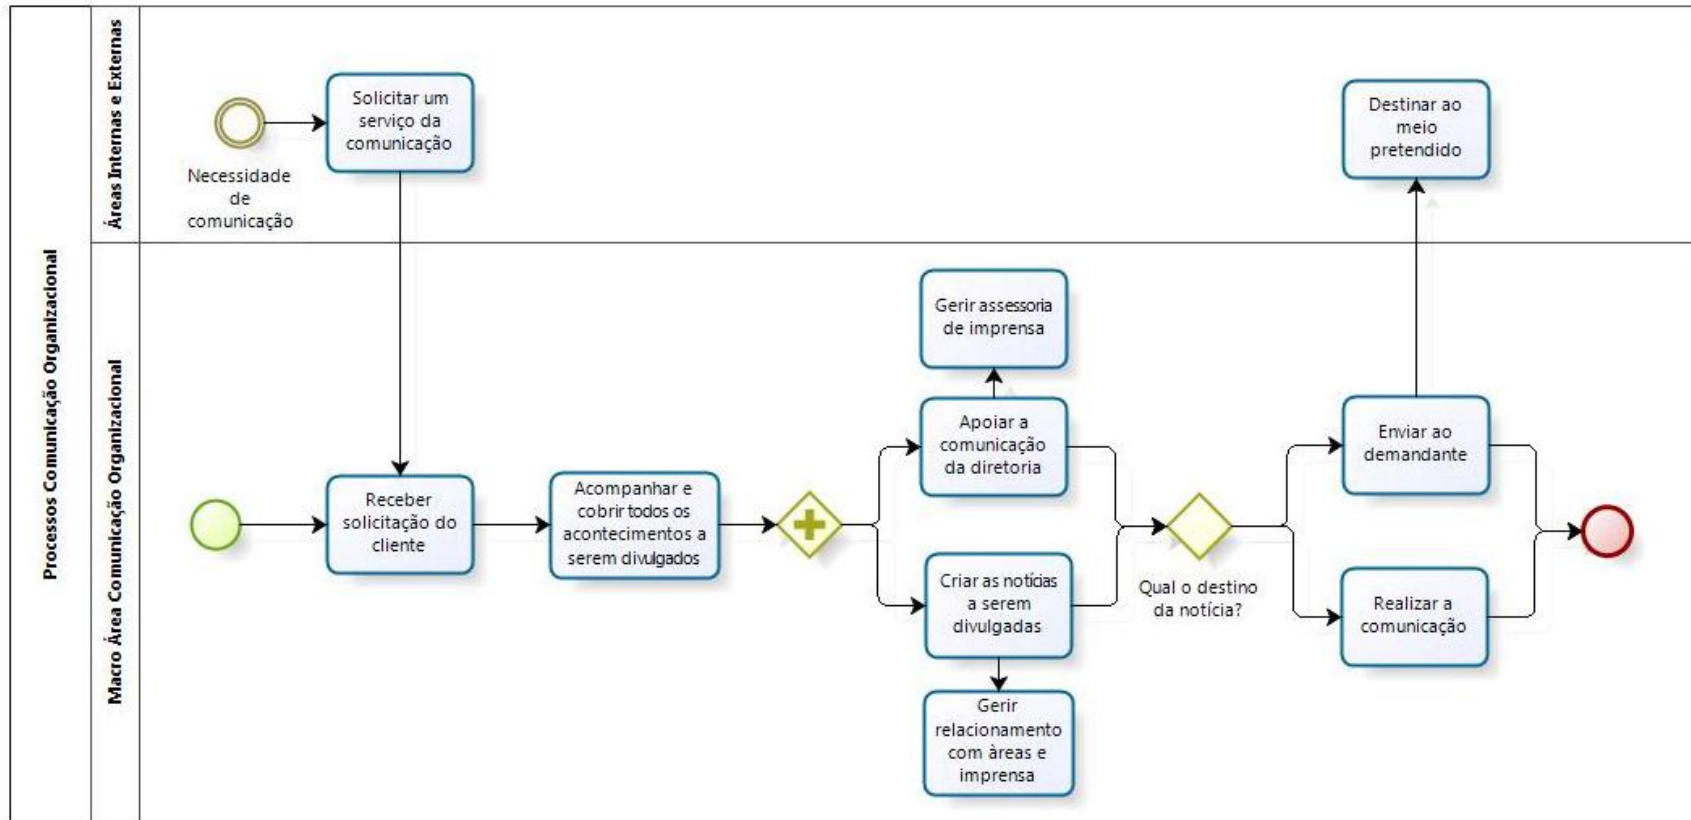 Processos Comunicação Organizacional
Áreas Internas e Externas
Solicitar um
serviço da
comunicação
Necessidade
de
comunicação
Destinar ao
meio
pretendido
Macro Área Comunicação Organizacional
Receber
solicitação do
cliente
Acompanhar e
cobrir todos os
acontecimentos a
serem divulgados
Gerir assessoria
de imprensa
Apoiar a
comunicação
da diretoria
Criar as notícias
a serem
divulgadas
Gerir
relacionamento
com àreas e
imprensa
Qual o destino
da notícia?
Enviar ao
demandante
Realizar a
comunicação